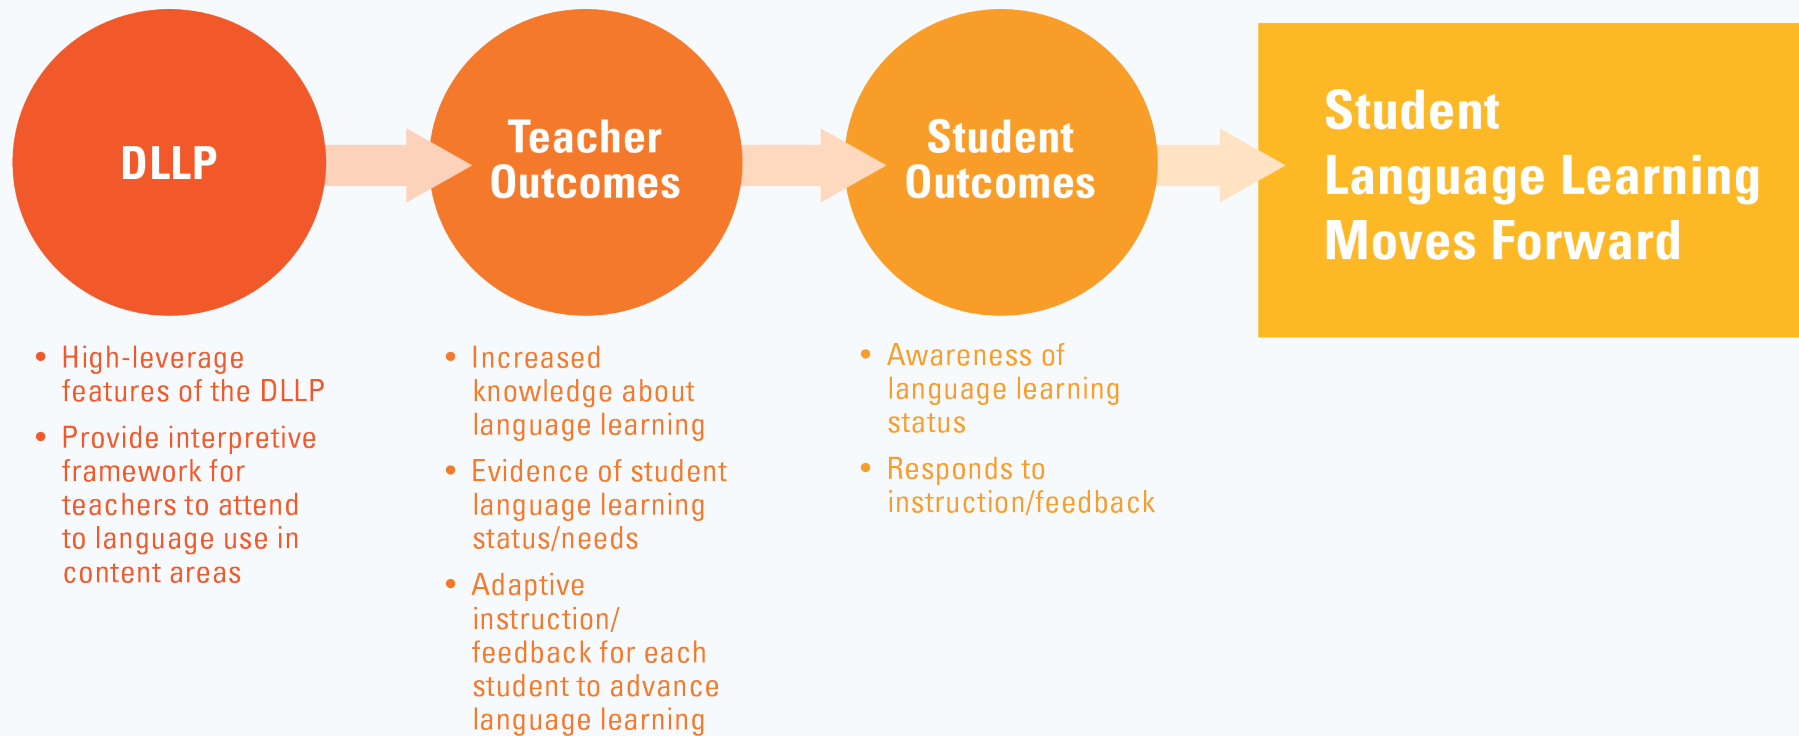 DLLP
Teacher
Outcomes
Student
Outcomes
Student
Language Learning
Moves Forward
• High-leverage
features of the DLLP
• Provide interpretive
framework for
teachers to attend
to language use in
content areas
• Increased
knowledge about
language learning
• Evidence of student
language learning
status/needs
• Adaptive
instruction/
feedback for each
student to advance
language learning
• Awareness of
language learning
status
• Responds to
instruction/feedback